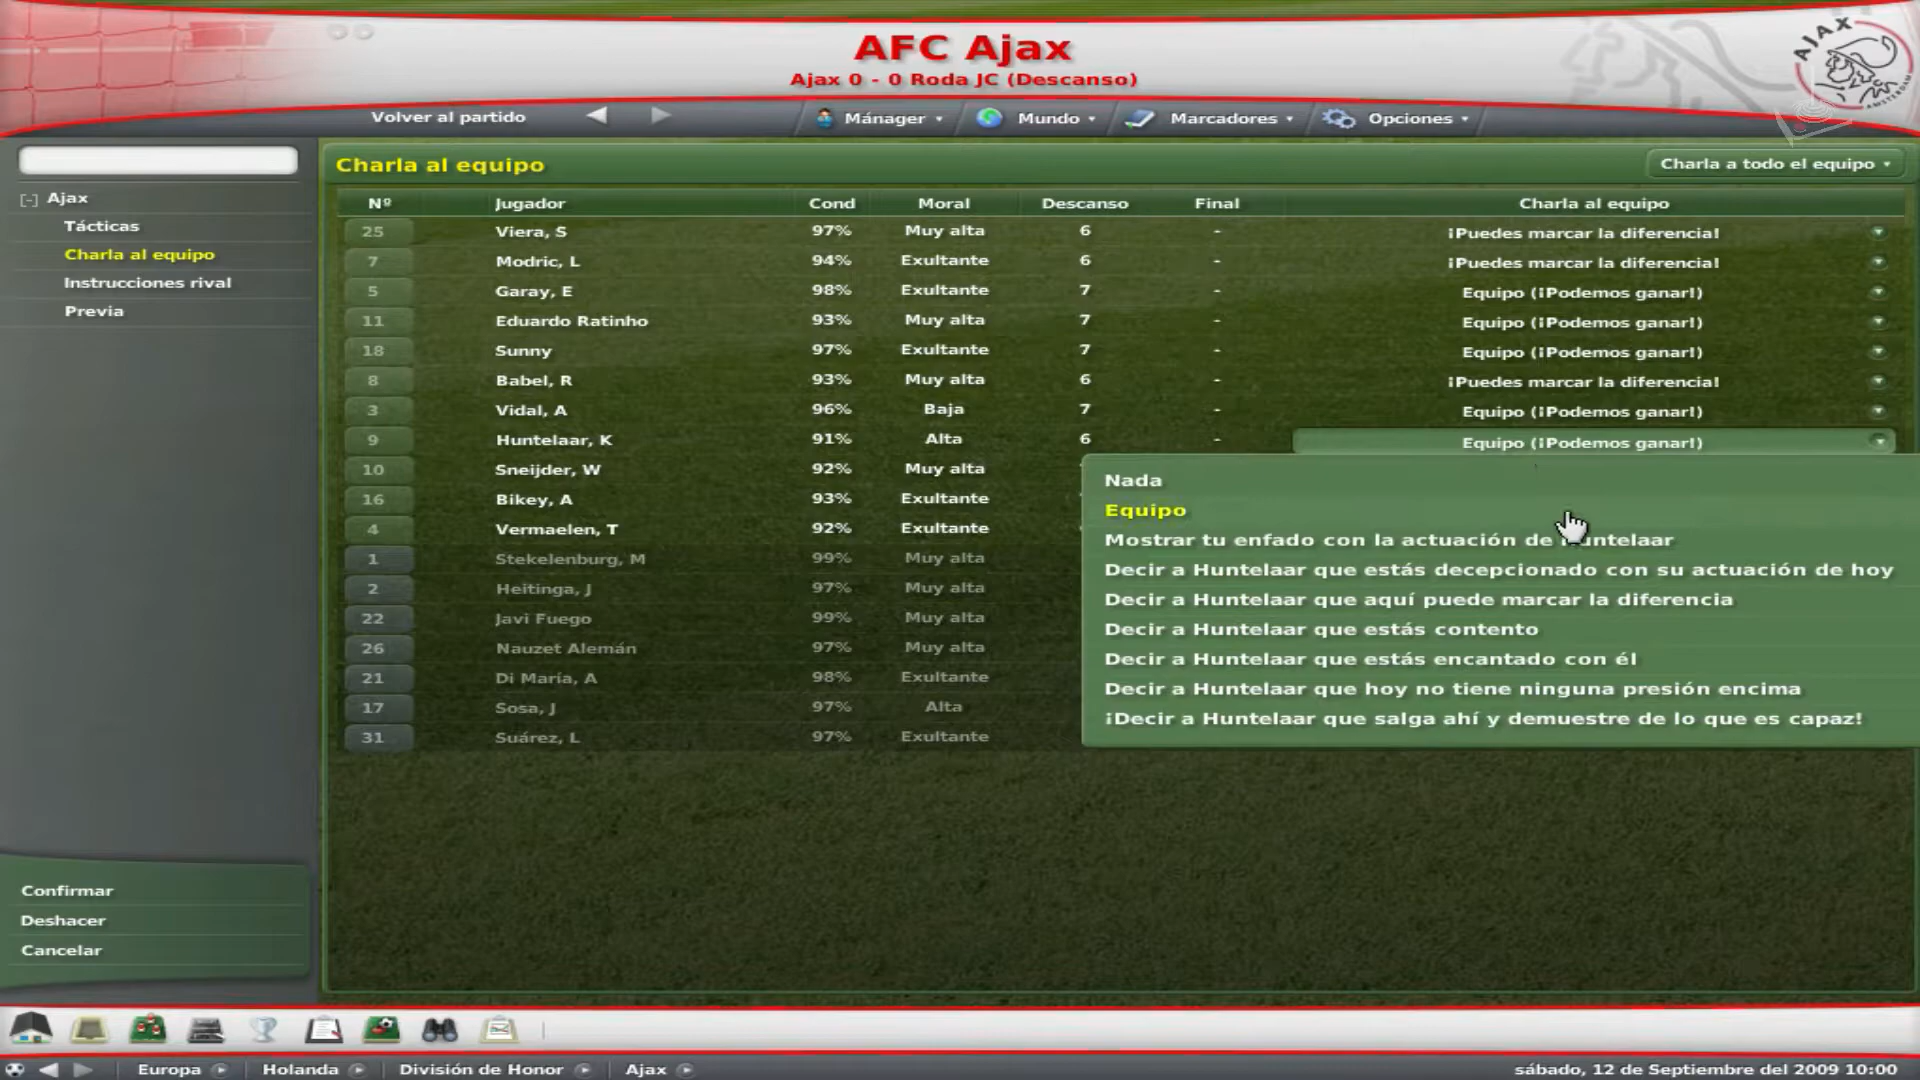 AFC Ajax
Ajax 0 - 0 Roda JC (Descanso)
AJAX
AMSTERDAM
Volver al partido
Mánager
Mundo
Marcadores
Opciones
[-] Ajax
Tácticas
Charla al equipo
Instrucciones rival
Previa
Charla al equipo
Charla a todo el equipo
Nº Jugador Cond Moral Descanso Final Charla al equipo
25 Viera, S 97% Muy alta 6 - ¡Puedes marcar la diferencia!
7 Modric, L 94% Exultante 6 - ¡Puedes marcar la diferencia!
5 Garay, E 98% Exultante 7 - Equipo (¡Podemos ganar!)
11 Eduardo Ratinho 93% Muy alta 7 - Equipo (¡Podemos ganar!)
18 Sunny 97% Exultante 7 - Equipo (¡Podemos ganar!)
8 Babel, R 93% Muy alta 6 - ¡Puedes marcar la diferencia!
3 Vidal, A 96% Baja 7 - Equipo (¡Podemos ganar!)
9 Huntelaar, K 91% Alta 6 - Equipo (¡Podemos ganar!)
10 Sneijder, W 92% Muy alta
16 Bikey, A 93% Exultante
4 Vermaelen, T 92% Exultante
1 Stekelenburg, M 99% Muy alta
2 Heitinga, J 97% Muy alta
22 Javi Fuego 99% Muy alta
26 Nauzet Alemán 97% Muy alta
21 Di María, A 98% Exultante
17 Sosa, J 97% Alta
31 Suárez, L 97% Exultante
Nada
Equipo
Mostrar tu enfado con la actuación de Huntelaar
Decir a Huntelaar que estás decepcionado con su actuación de hoy
Decir a Huntelaar que aquí puede marcar la diferencia
Decir a Huntelaar que estás contento
Decir a Huntelaar que estás encantado con él
Decir a Huntelaar que hoy no tiene ninguna presión encima
¡Decir a Huntelaar que salga ahí y demuestre de lo que es capaz!
Confirmar
Deshacer
Cancelar
Europa
Holanda
División de Honor
Ajax
sábado, 12 de Septiembre del 2009 10:00